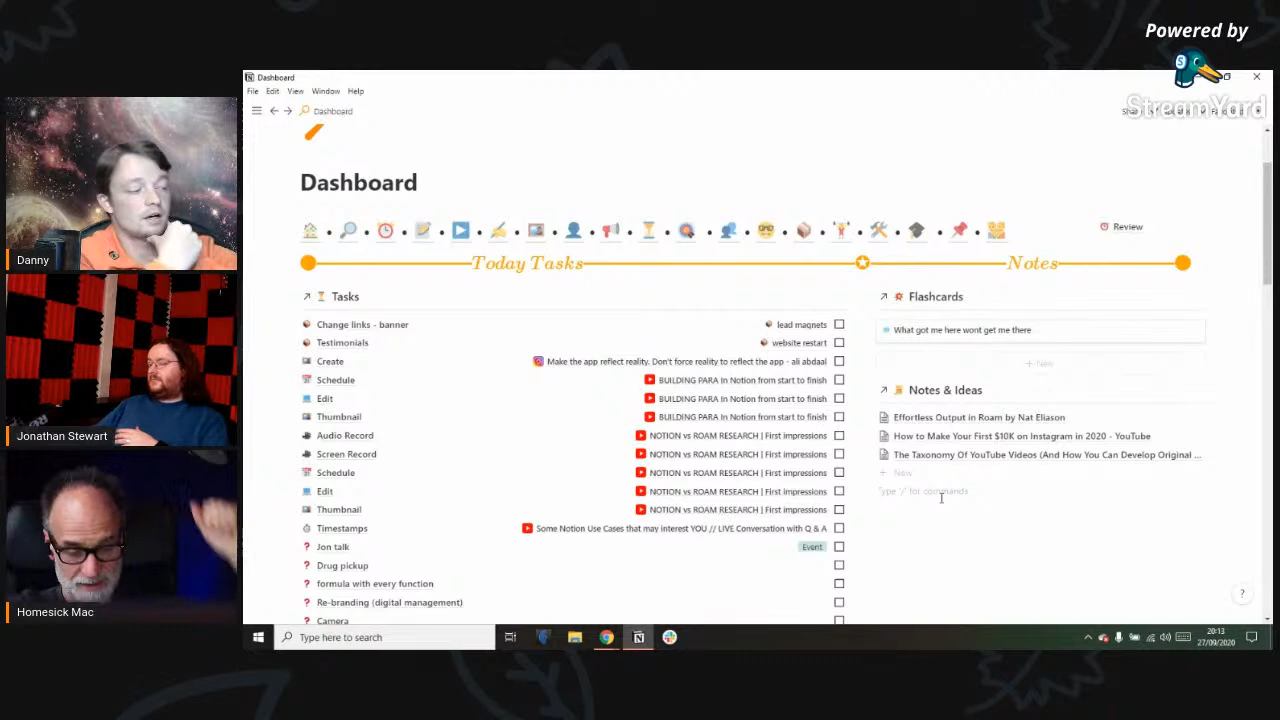 Powered by
StreamYard
Dashboard
File Edit View Window Help
Dashboard
Dashboard
Review
Today Tasks
Notes
Tasks
Change links - banner lead magnets
Testimonials website restart
Create Make the app reflect reality. Don't force reality to reflect the app - ali abdaal
Schedule BUILDING PARA In Notion from start to finish
Edit BUILDING PARA In Notion from start to finish
Thumbnail BUILDING PARA In Notion from start to finish
Audio Record NOTION vs ROAM RESEARCH | First impressions
Screen Record NOTION vs ROAM RESEARCH | First impressions
Schedule NOTION vs ROAM RESEARCH | First impressions
Edit NOTION vs ROAM RESEARCH | First impressions
Thumbnail NOTION vs ROAM RESEARCH | First impressions
Timestamps Some Notion Use Cases that may interest YOU // LIVE Conversation with Q & A
Jon talk Event
Drug pickup
formula with every function
Re-branding (digital management)
Camera
Flashcards
What got me here wont get me there
+ New
Notes & Ideas
Effortless Output in Roam by Nat Eliason
How to Make Your First $10K on Instagram in 2020 - YouTube
The Taxonomy Of YouTube Videos (And How You Can Develop Original ...
+ New
Type '/' for commands
?
Type here to search
20:13
27/09/2020
Danny
Jonathan Stewart
Homesick Mac